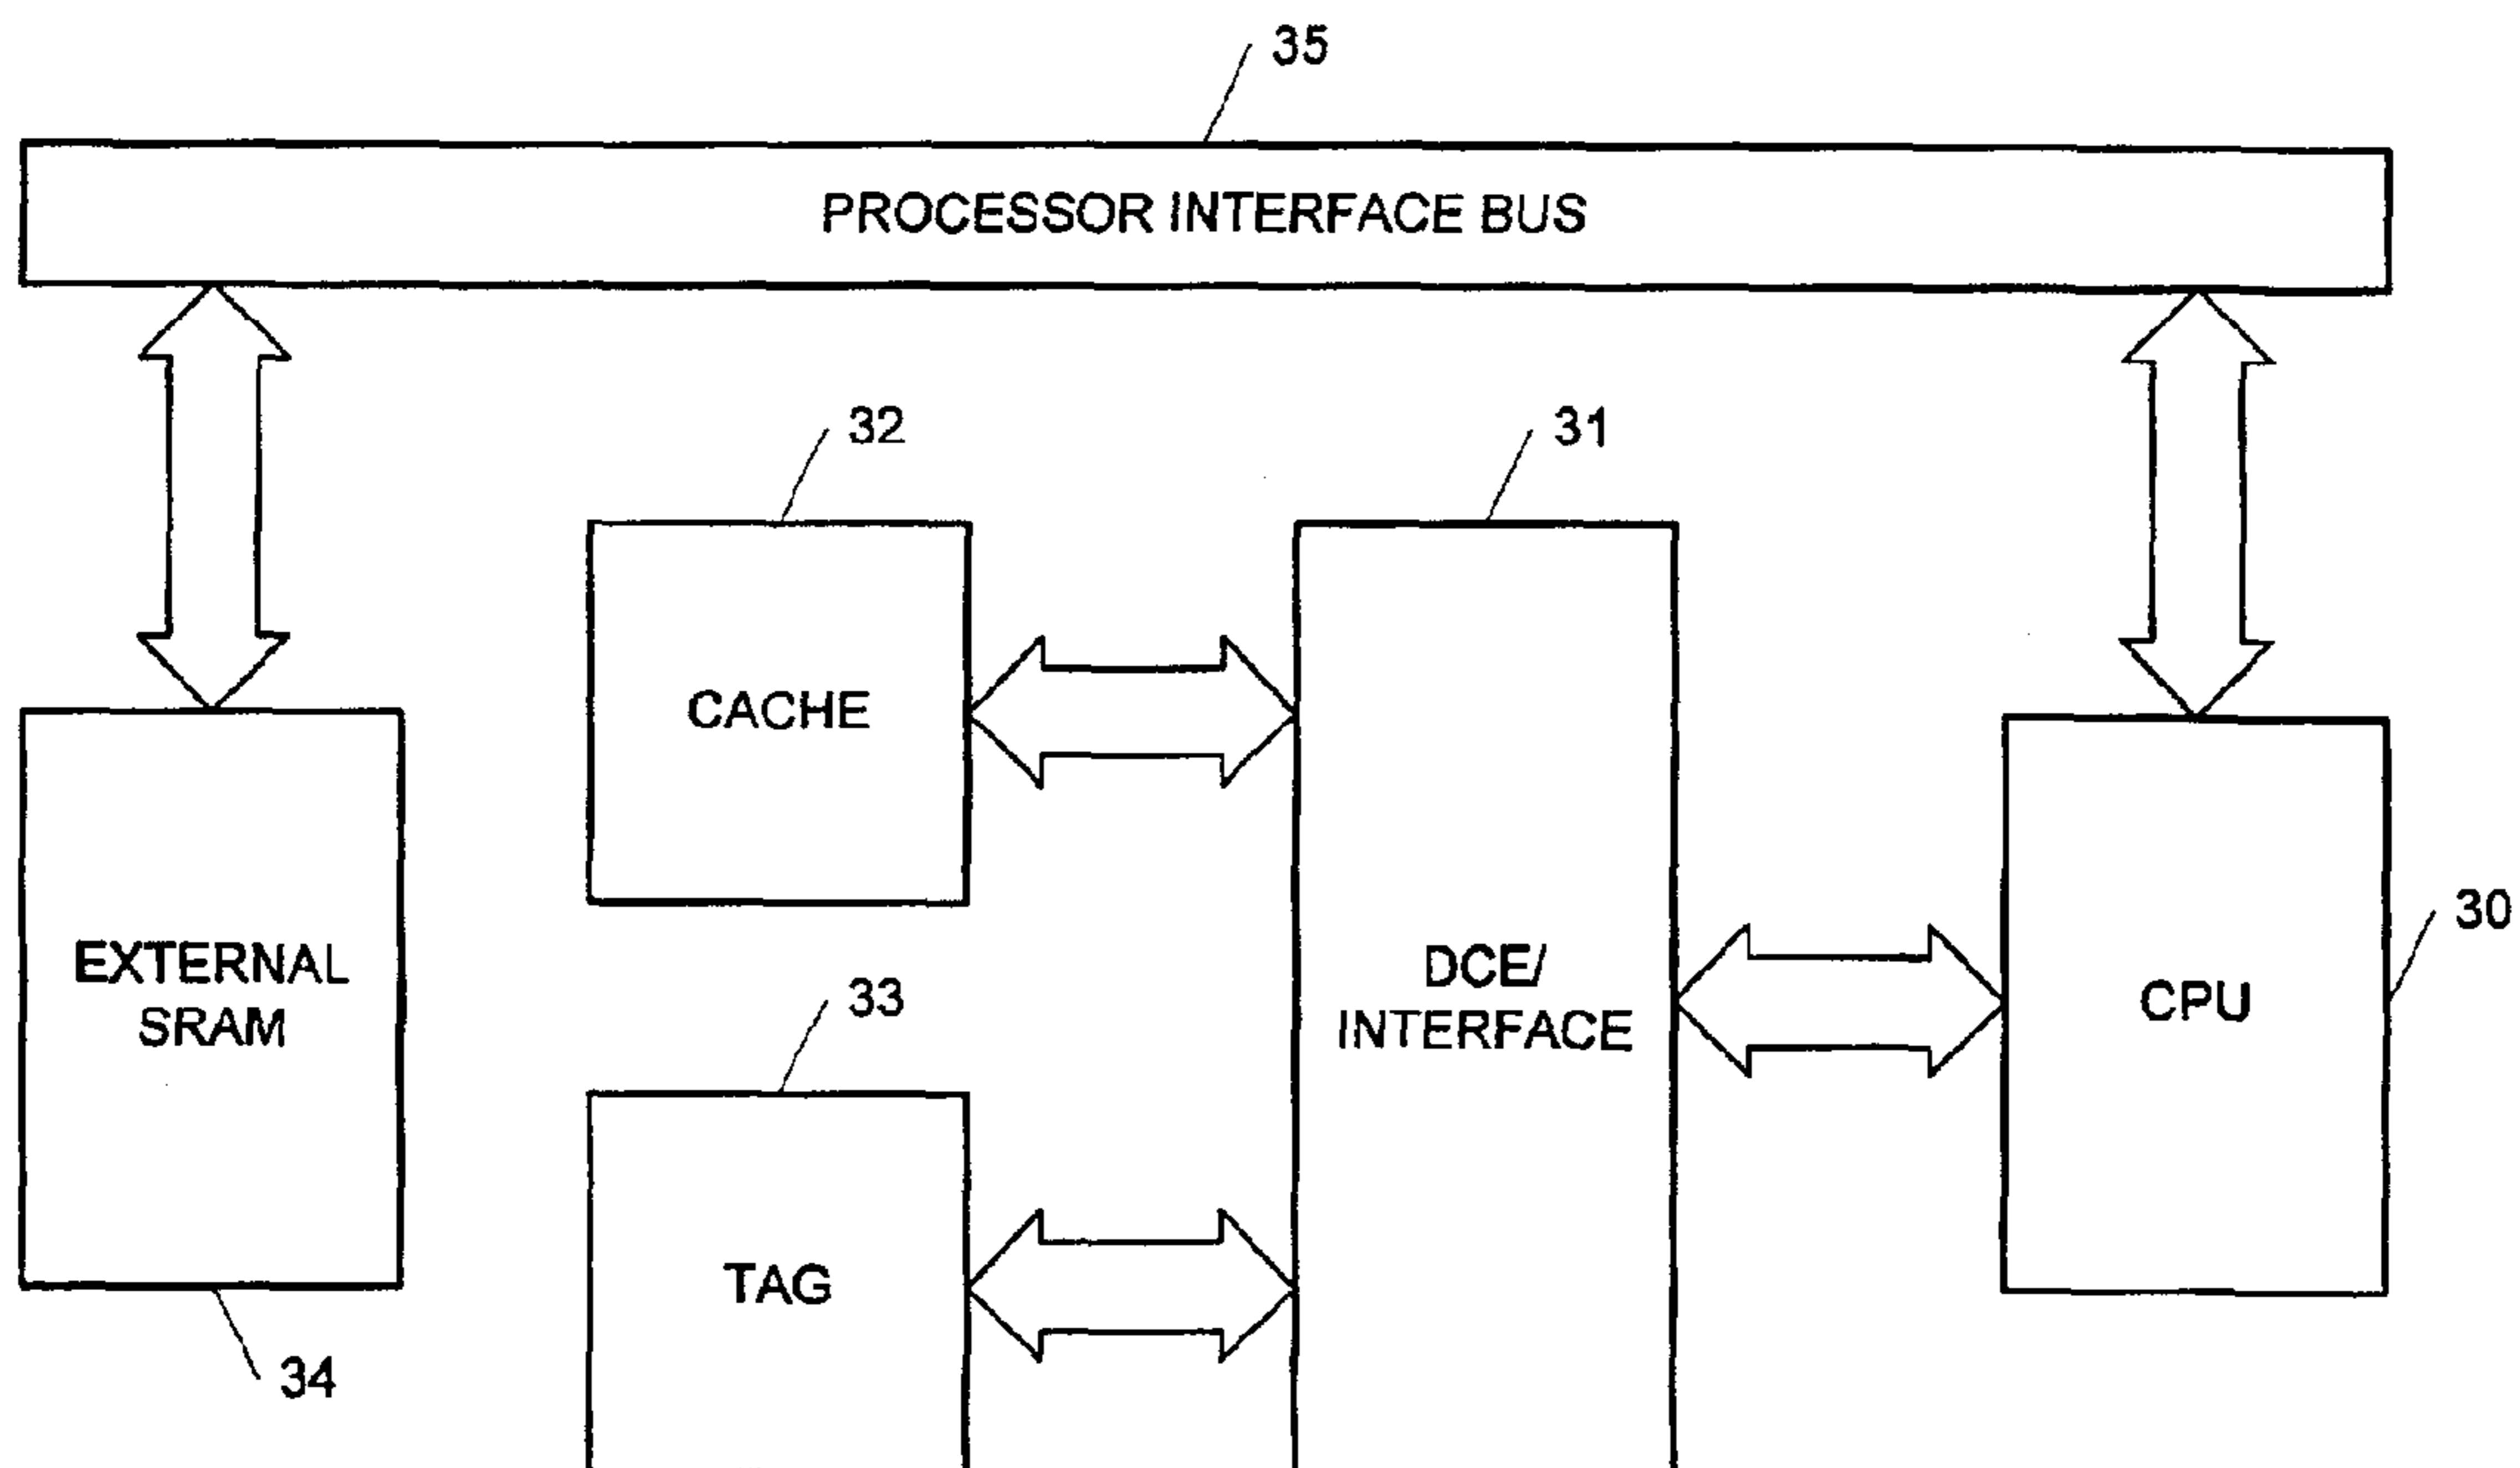 35
PROCESSOR INTERFACE BUS
32
31
CACHE
30
EXTERNAL
SRAM
DCE/
INTERFACE
CPU
33
TAG
34